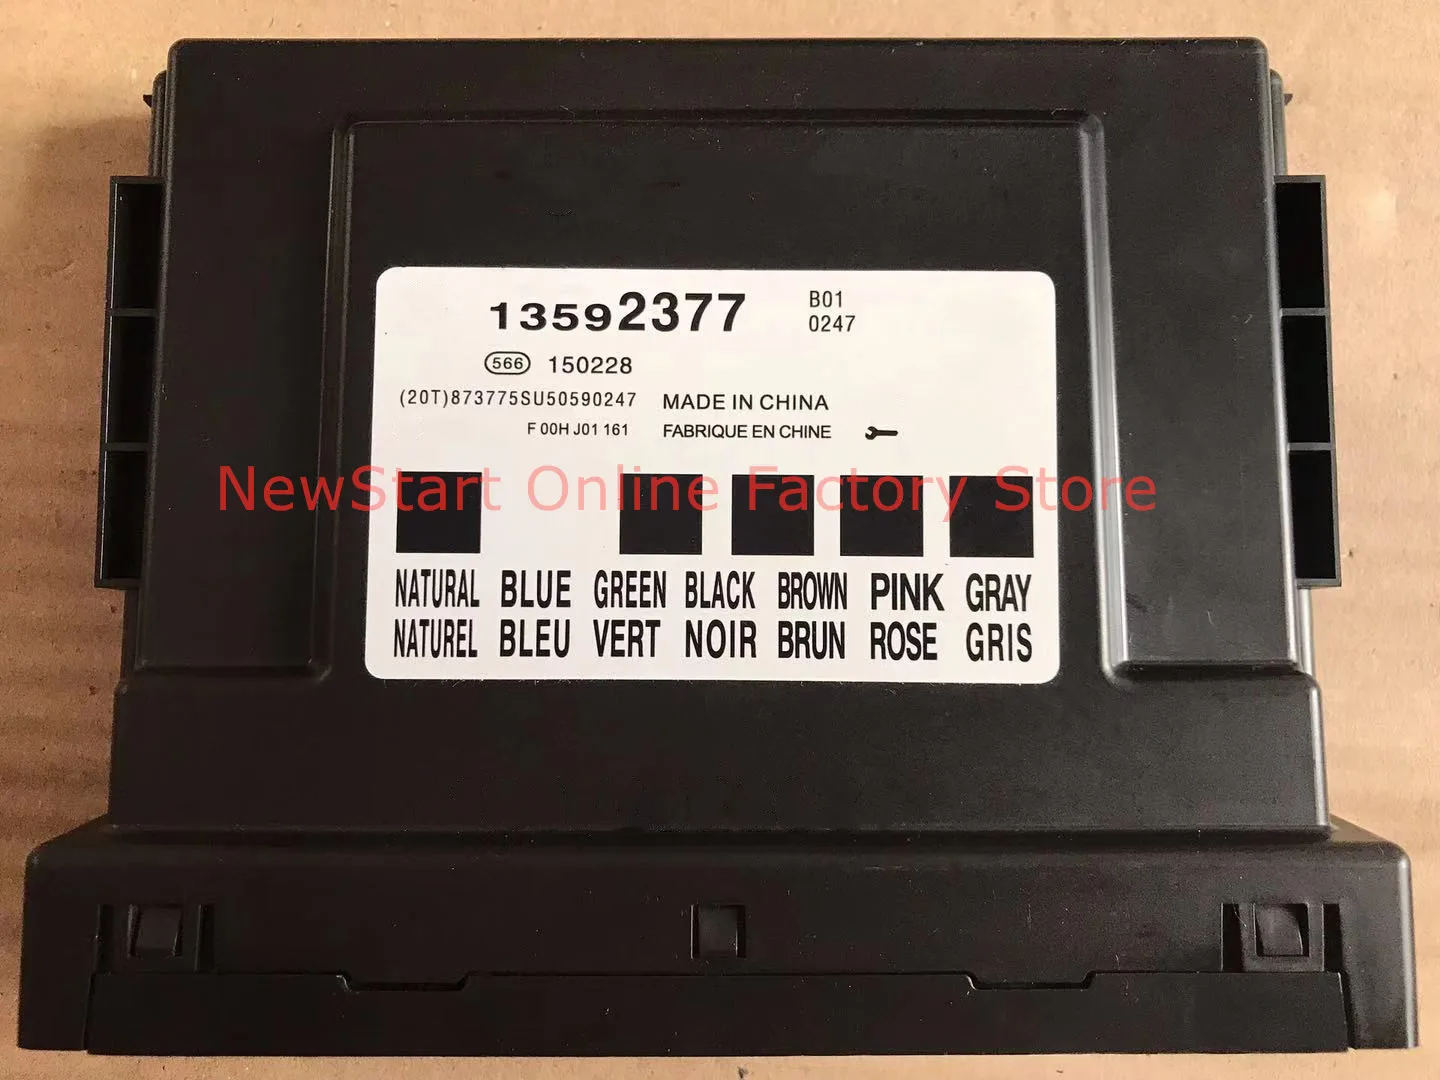 13592377
B01
0247
566 150228
(20T)873775SU50590247
MADE IN CHINA
F 00H J01 161
FABRIQUE EN CHINE
NewStart Online Factory Store
NATURAL BLUE GREEN BLACK BROWN PINK GRAY
NATUREL BLEU VERT NOIR BRUN ROSE GRIS